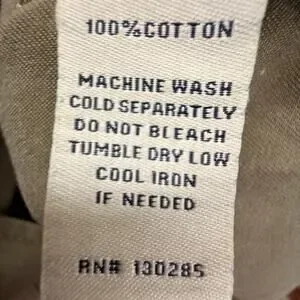 100%COTTON
MACHINE WASH
COLD SEPARATELY
DO NOT BLEACH
TUMBLE DRY LOW
COOL IRON
IF NEEDED
RN# 130285